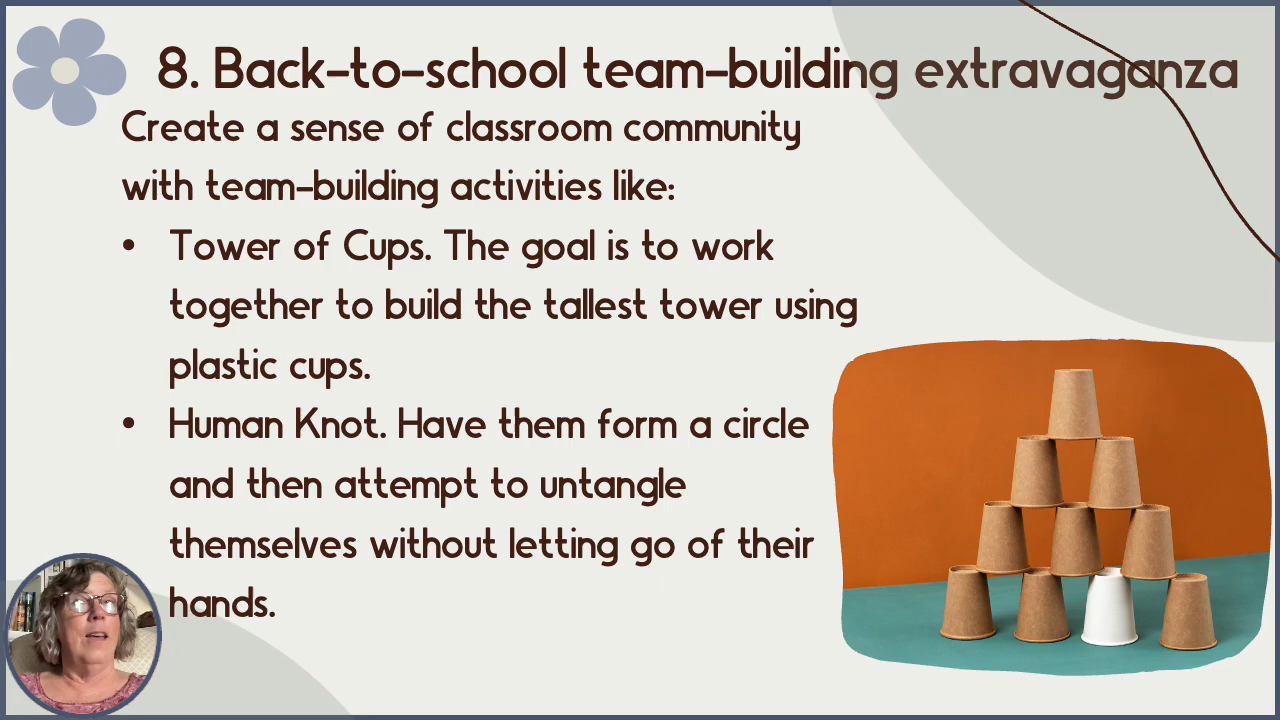 8. Back-to-school team-building extravaganza
Create a sense of classroom community
with team-building activities like:
• Tower of Cups. The goal is to work
together to build the tallest tower using
plastic cups.
• Human Knot. Have them form a circle
and then attempt to untangle
themselves without letting go of their
hands.